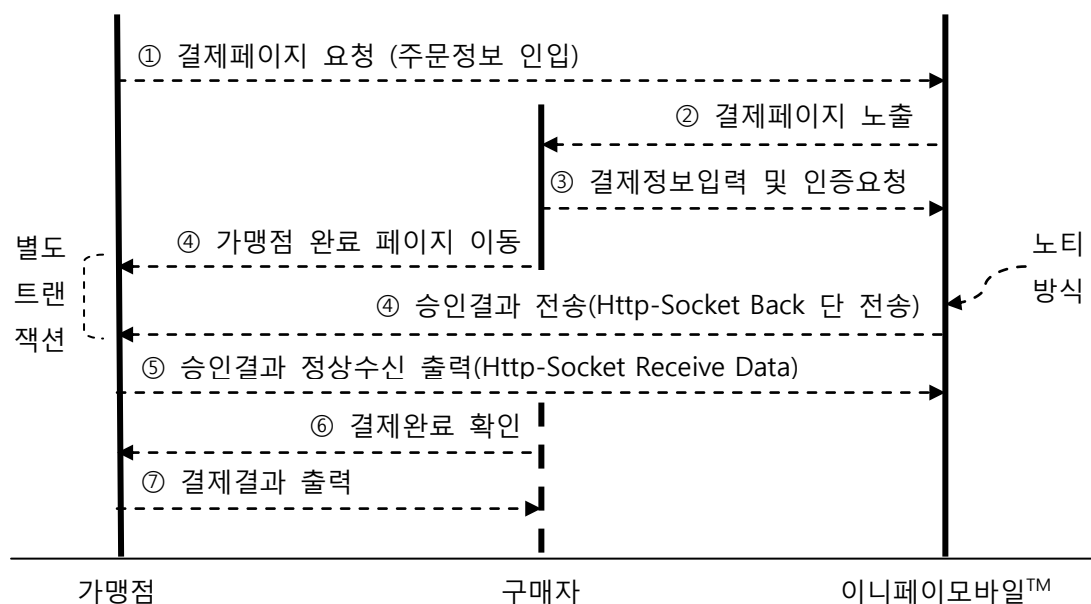 ① 결제페이지 요청 (주문정보 인입)
② 결제페이지 노출
③ 결제정보입력 및 인증요청
별도
트랜
잭션
④ 가맹점 완료 페이지 이동
노티
방식
④ 승인결과 전송(Http-Socket Back 단 전송)
⑤ 승인결과 정상수신 출력(Http-Socket Receive Data)
⑥ 결제완료 확인
⑦ 결제결과 출력
가맹점
구매자
이니페이모바일TM